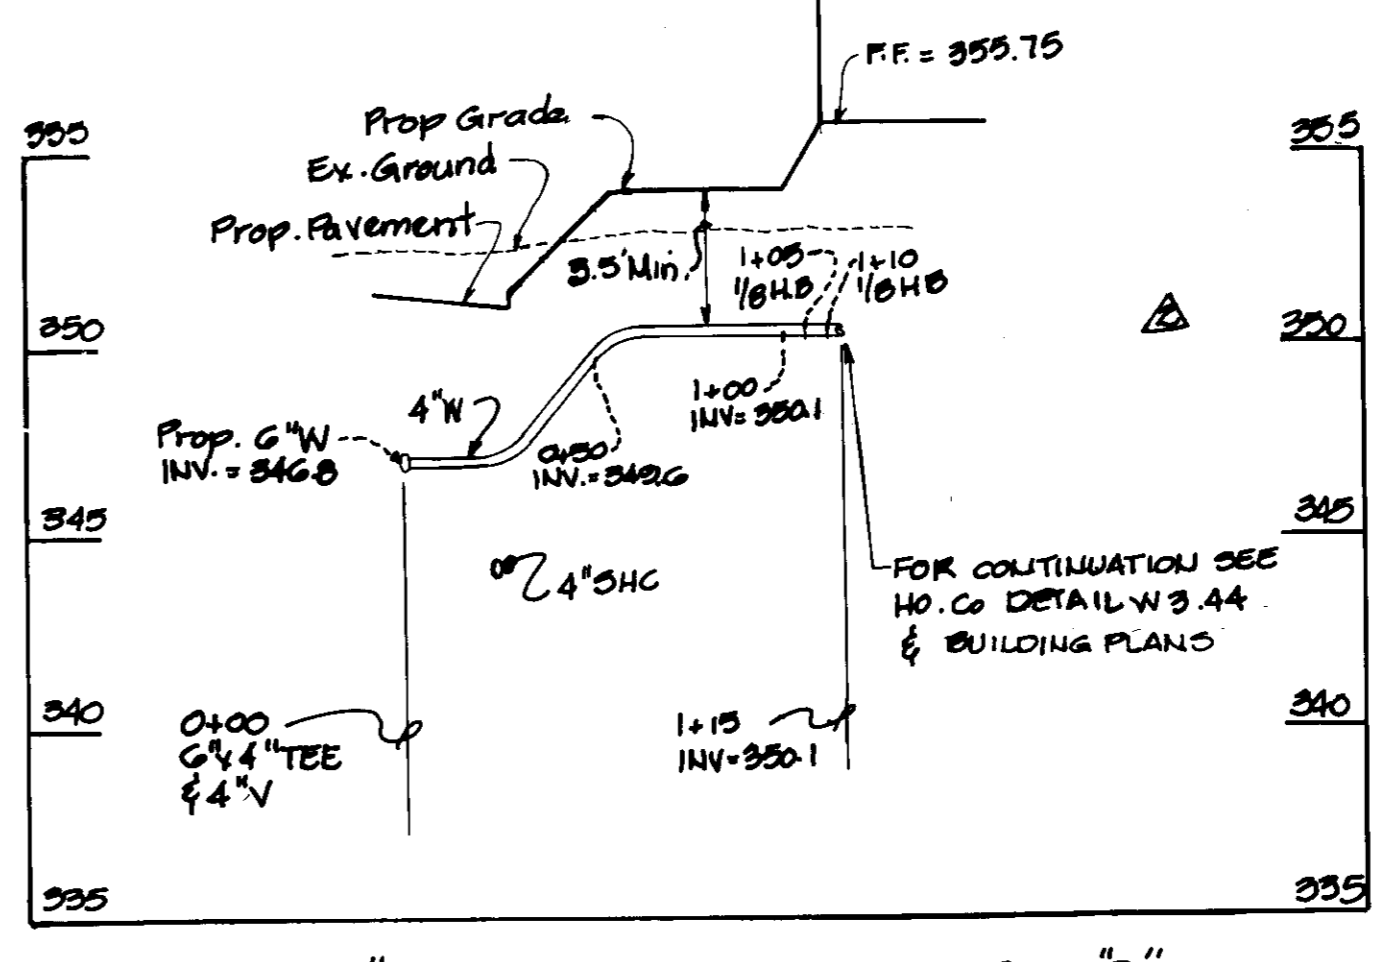 F.F. = 355.75
Prop Grade
355
355
Ex. Ground
Prop. Pavement
3.5' Min.
1+05
1/8 H.B
1+10
1/8 H B
350
350
1+00
INV= 350.1
4"W
Prop. 6"W
INV. = 346.8
0+50
INV.= 349.6
345
345
4" SHC
FOR CONTINUATION SEE
HO. CO DETAIL W 3.44
& BUILDING PLANS
340
340
0+00
6"x4" TEE
& 4"V
1+15
INV=350.1
335
335